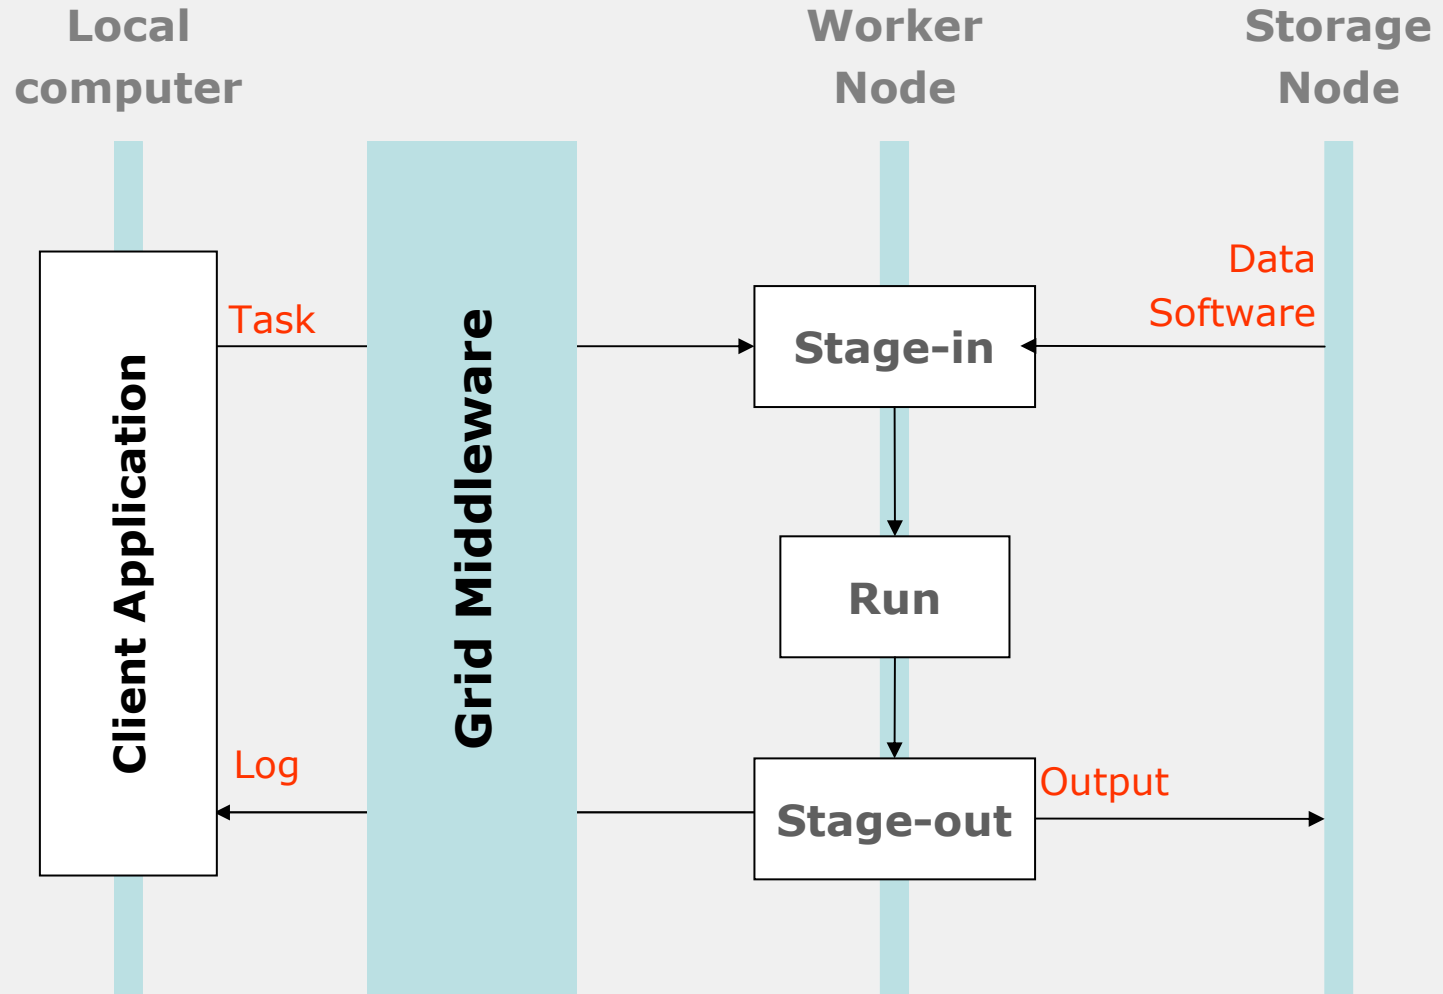 Local
computer
Worker
Node
Storage
Node
Client Application
Task
Grid Middleware
Stage-in
Data
Software
Run
Log
Stage-out
Output